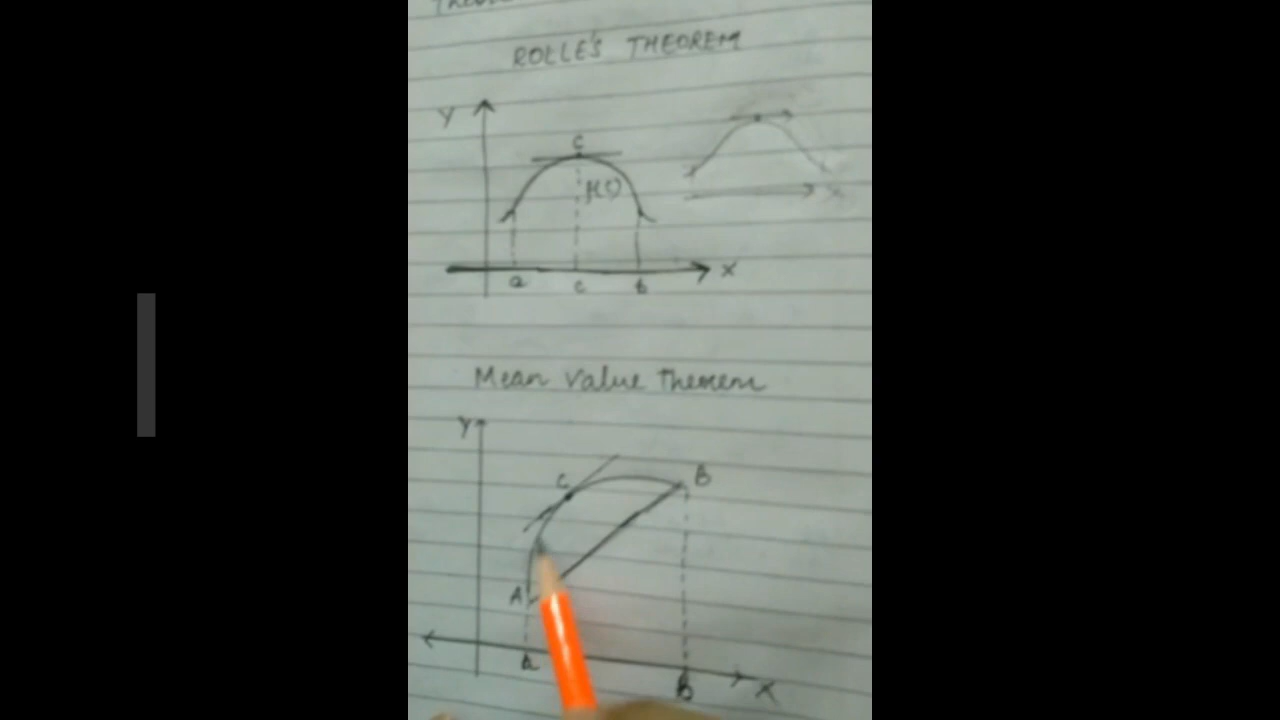 ROLLE'S THEOREM
Y
C
f(c)
X
a c b
X
Mean Value Theorem
Y
C
B
A
a
b
X